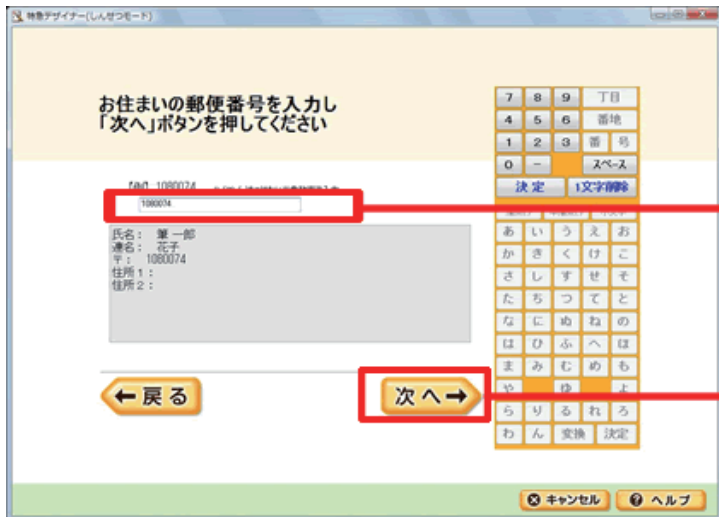 特急デザイナー(しんせつモード)
お住まいの郵便番号を入力し
「次へ」ボタンを押してください
1080074
氏名： 筆 一郎
連名： 花子
〒： 1080074
住所1：
住所2：
←戻る
次へ→
7 8 9 丁目
4 5 6 番地
1 2 3 番 号
0 － スペース
決定 1文字削除
あ い う え お
か き く け こ
さ し す せ そ
た ち つ て と
な に ぬ ね の
は ひ ふ へ ほ
ま み む め も
や ゆ よ
ら り る れ ろ
わ ん 変換 決定
キャンセル
ヘルプ